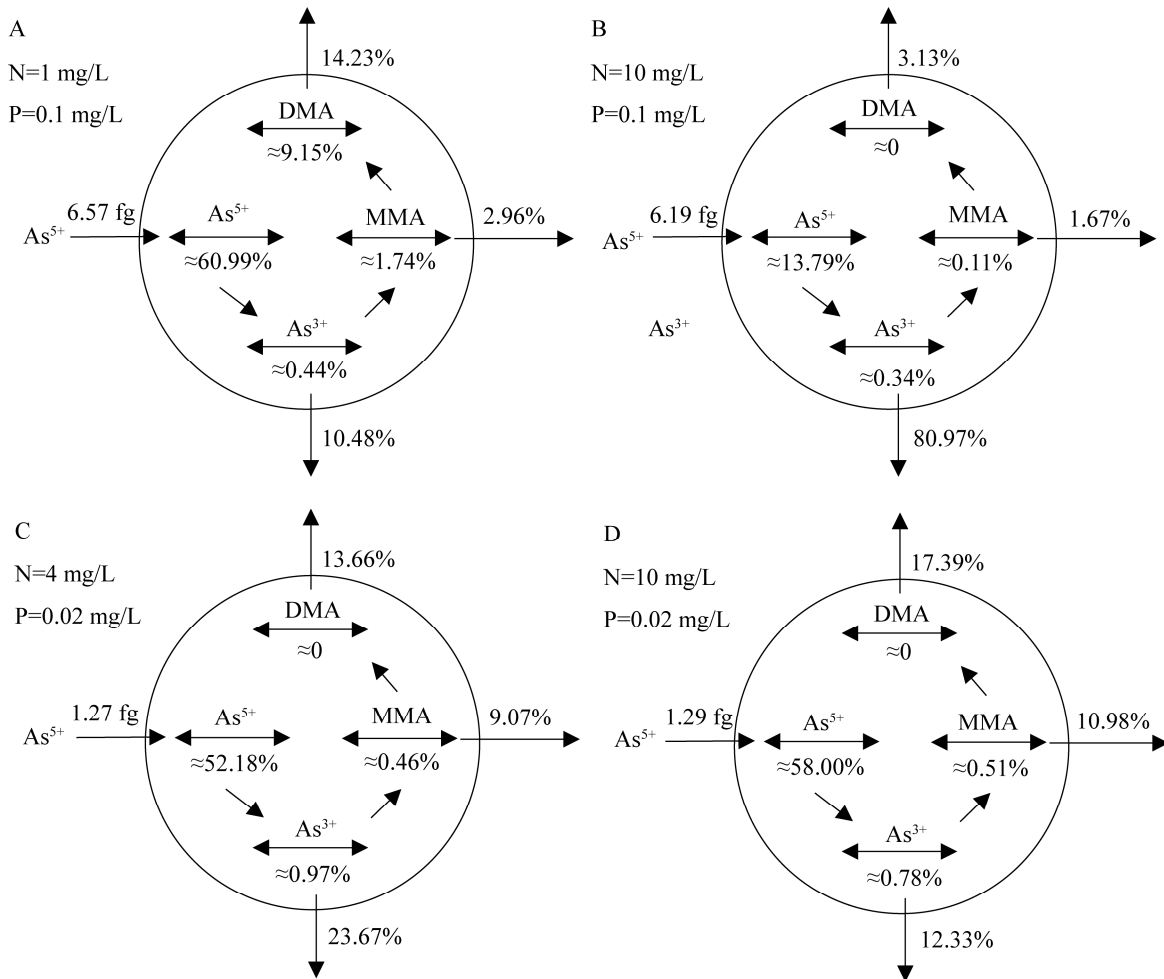 A
N=1 mg/L
P=0.1 mg/L
14.23%
DMA
≈9.15%
6.57 fg
As⁵⁺
As⁵⁺
≈60.99%
MMA
≈1.74%
2.96%
As³⁺
≈0.44%
10.48%
B
N=10 mg/L
P=0.1 mg/L
3.13%
DMA
≈0
6.19 fg
As⁵⁺
As⁵⁺
≈13.79%
MMA
≈0.11%
1.67%
As³⁺
As³⁺
≈0.34%
80.97%
C
N=4 mg/L
P=0.02 mg/L
13.66%
DMA
≈0
1.27 fg
As⁵⁺
As⁵⁺
≈52.18%
MMA
≈0.46%
9.07%
As³⁺
≈0.97%
23.67%
D
N=10 mg/L
P=0.02 mg/L
17.39%
DMA
≈0
1.29 fg
As⁵⁺
As⁵⁺
≈58.00%
MMA
≈0.51%
10.98%
As³⁺
≈0.78%
12.33%